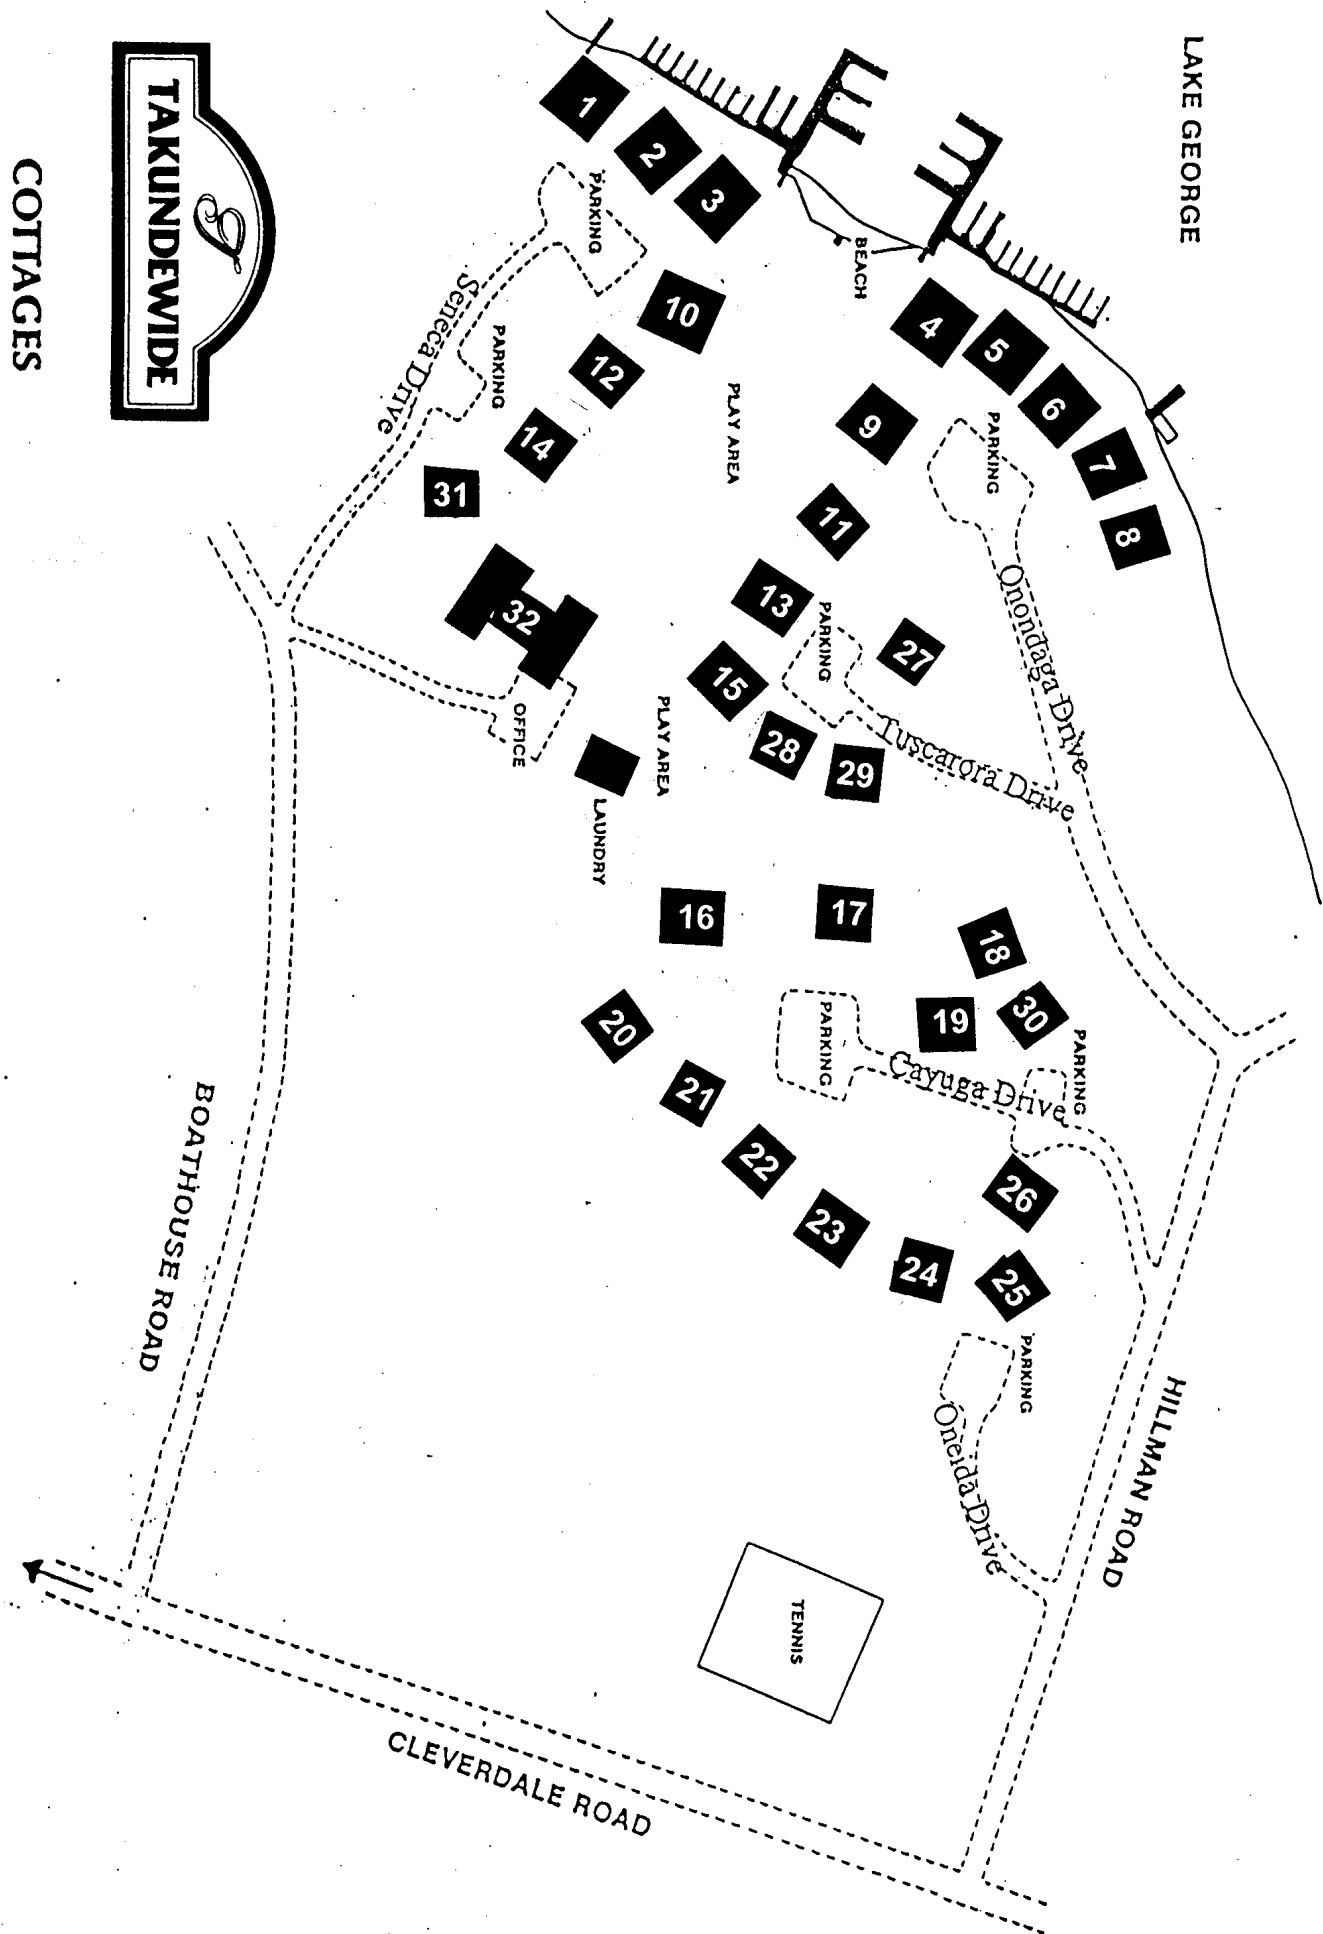 LAKE GEORGE
TAKUNDEWIDE
COTTAGES
1
2
3
PARKING
BEACH
10
4
5
6
7
8
Seneca Drive
PARKING
12
14
31
PLAY AREA
9
PARKING
11
13
PARKING
27
Onondaga Drive
32
OFFICE
15
28
29
Tuscarora Drive
PLAY AREA
LAUNDRY
16
17
18
30
19
PARKING
20
PARKING
Cayuga Drive
21
22
23
24
26
25
PARKING
Oneida Drive
BOATHOUSE ROAD
HILLMAN ROAD
TENNIS
CLEVERDALE ROAD